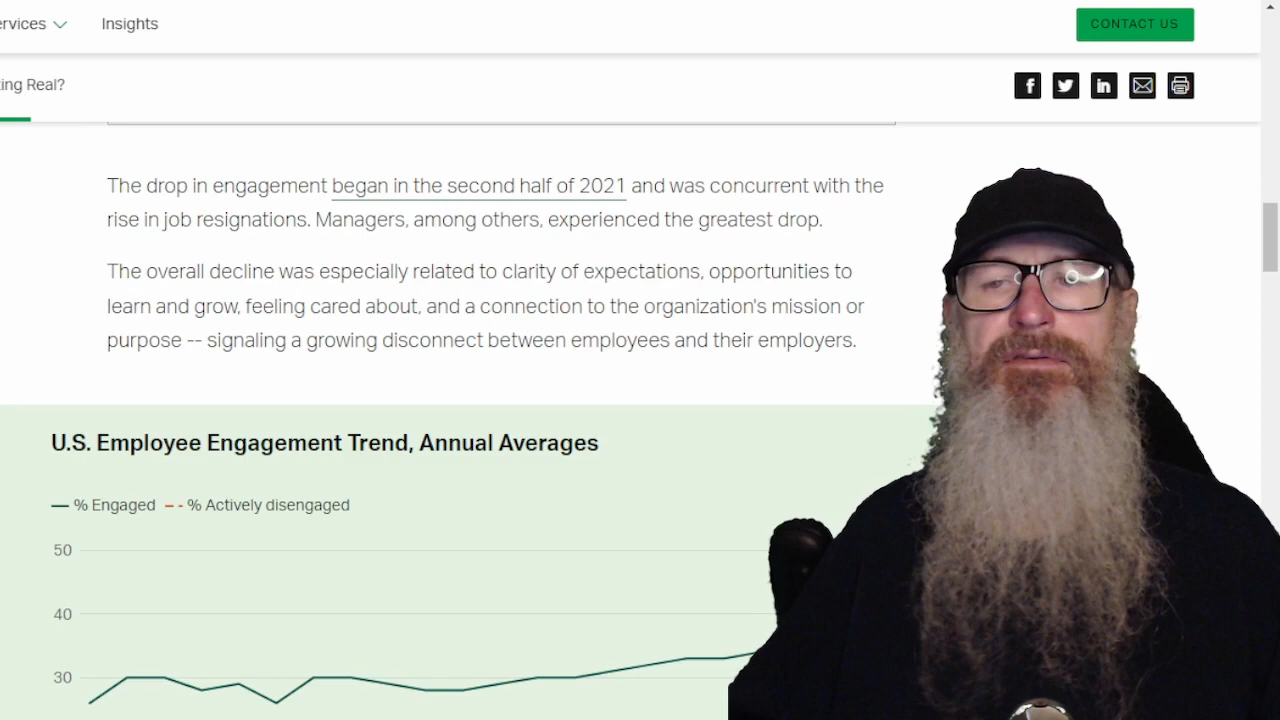 ervices Insights CONTACT US
ting Real?
The drop in engagement began in the second half of 2021 and was concurrent with the
rise in job resignations. Managers, among others, experienced the greatest drop.
The overall decline was especially related to clarity of expectations, opportunities to
learn and grow, feeling cared about, and a connection to the organization's mission or
purpose -- signaling a growing disconnect between employees and their employers.
U.S. Employee Engagement Trend, Annual Averages
% Engaged % Actively disengaged
50
40
30